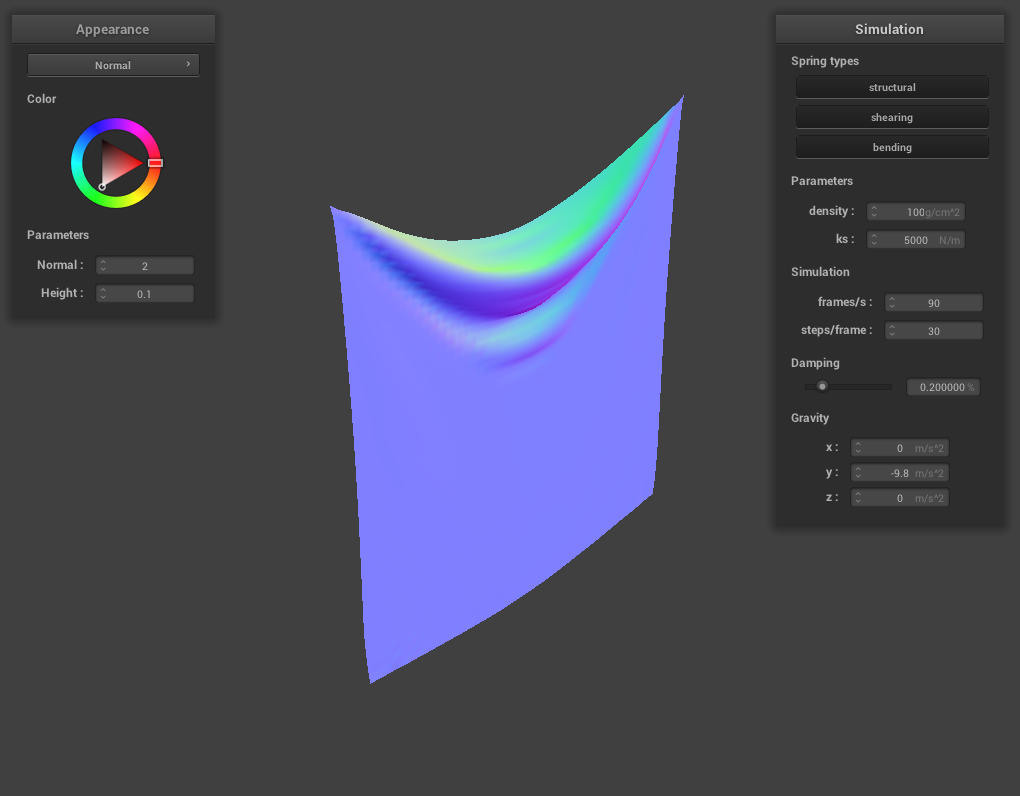 Appearance
Normal ›
Color
Parameters
Normal : 2
Height : 0.1
Simulation
Spring types
structural
shearing
bending
Parameters
density : 100g/cm^2
ks : 5000 N/m
Simulation
frames/s : 90
steps/frame : 30
Damping
0.200000 %
Gravity
x : 0 m/s^2
y : -9.8 m/s^2
z : 0 m/s^2